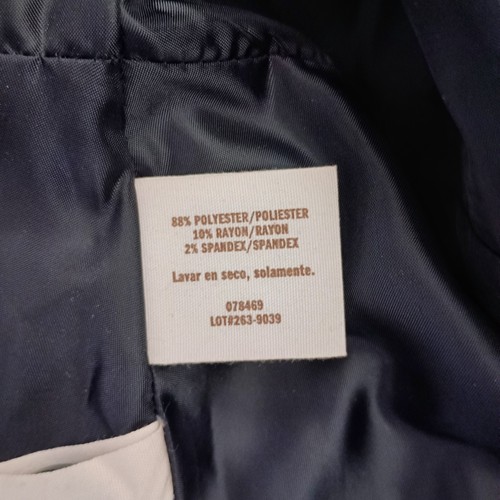 88% POLYESTER/POLIESTER
10% RAYON/RAYON
2% SPANDEX/SPANDEX
Lavar en seco, solamente.
078469
LOT#263-9039